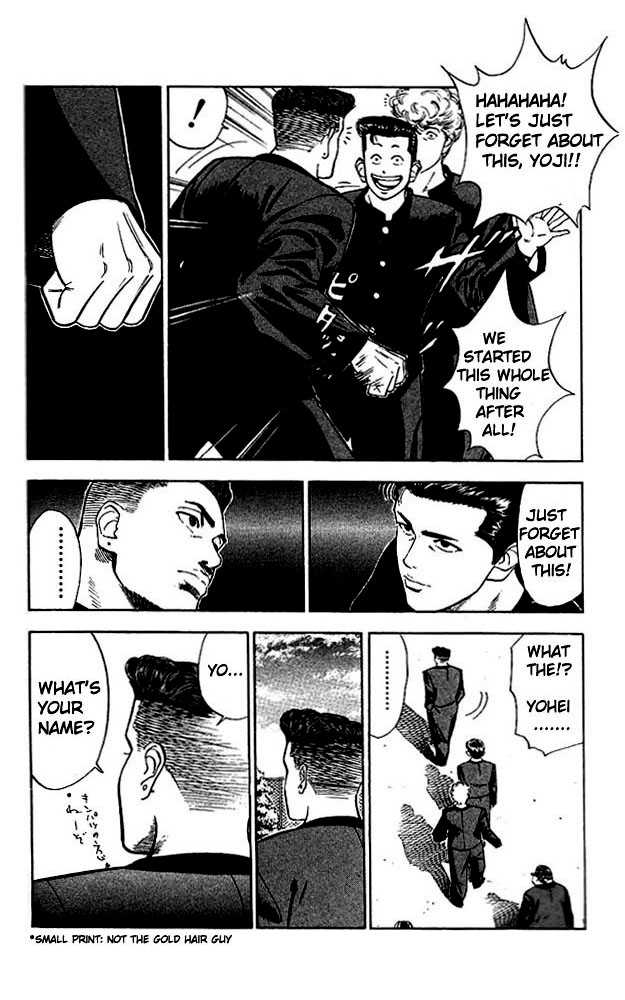 HAHAHAHA!
LET'S JUST
FORGET ABOUT
THIS, YOJI!!
!
ピタッ
WE
STARTED
THIS WHOLE
THING
AFTER
ALL!
JUST
FORGET
ABOUT
THIS!
.........
WHAT
THE!?
YOHEI
.......
.........
YO...
WHAT'S
YOUR
NAME?
*SMALL PRINT: NOT THE GOLD HAIR GUY